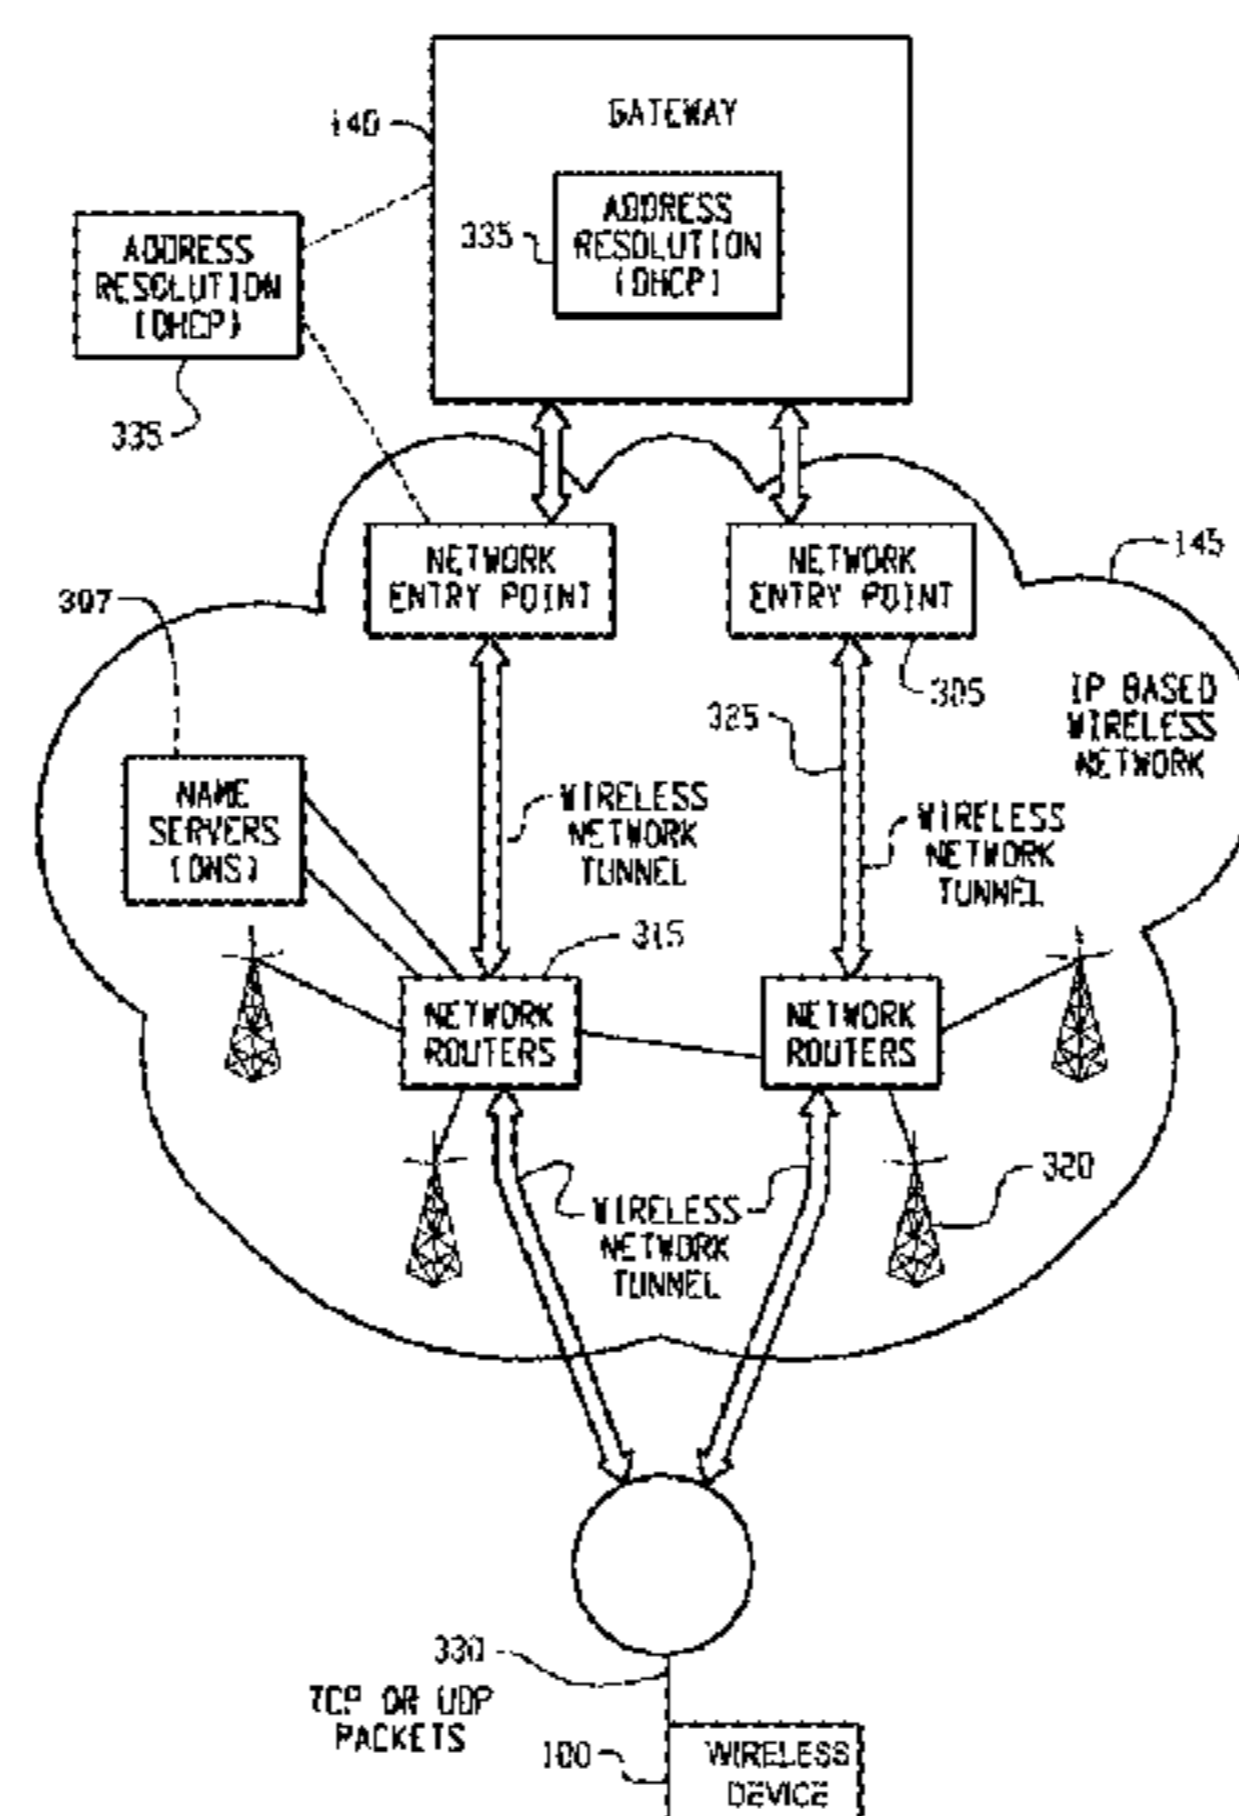 GATEWAY
140
ADDRESS
RESOLUTION
(DHCP)
335
ADDRESS
RESOLUTION
(DHCP)
335
NETWORK
ENTRY POINT
NETWORK
ENTRY POINT
145
307
305
325
IP BASED
WIRELESS
NETWORK
NAME
SERVERS
(DNS)
WIRELESS
NETWORK
TUNNEL
WIRELESS
NETWORK
TUNNEL
315
NETWORK
ROUTERS
NETWORK
ROUTERS
320
WIRELESS
NETWORK
TUNNEL
330
TCP OR UDP
PACKETS
100
WIRELESS
DEVICE